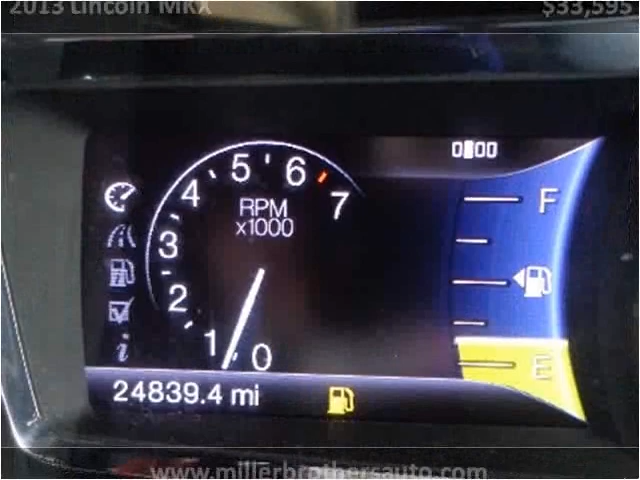 2013 Lincoln MKX $33,595
0:00
5 6
4 7
RPM
x1000
3
2
1 0
F
E
24839.4 mi
i
www.millerbrothersauto.com